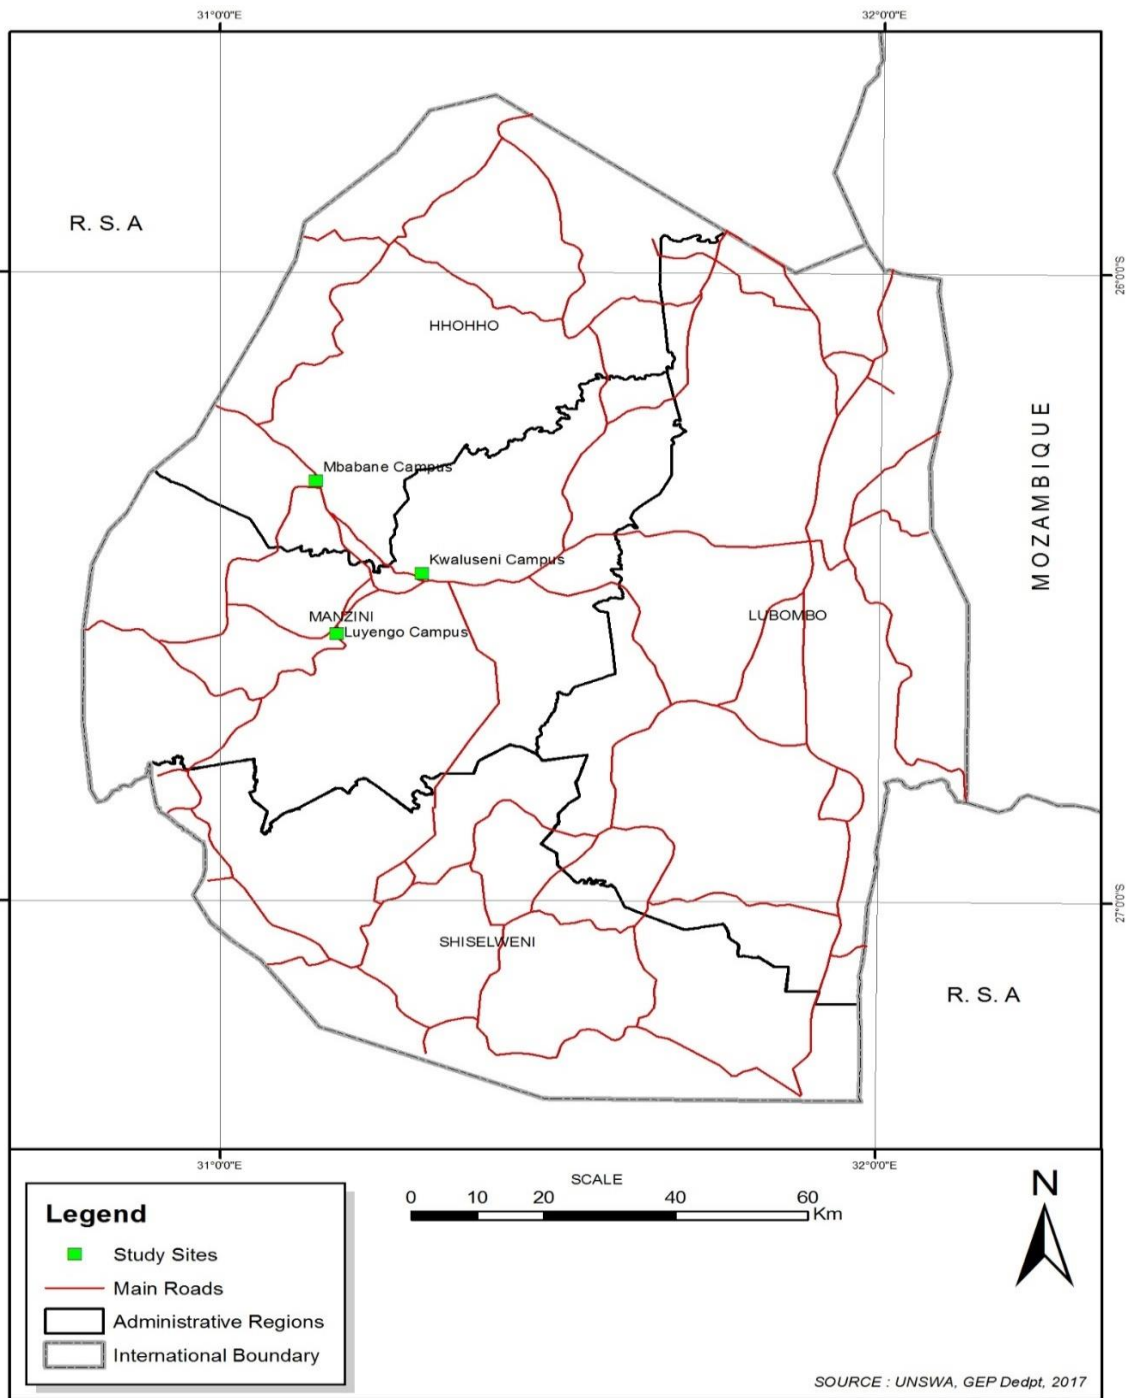 31°0'0"E
32°0'0"E
R. S. A
26°0'0"S
HHOHHO
MOZAMBIQUE
Mbabane Campus
Kwaluseni Campus
MANZINI
LUBOMBO
Luyengo Campus
27°0'0"S
SHISELWENI
R. S. A
31°0'0"E
32°0'0"E
SCALE
0 10 20 40 60
Km
N
Legend
Study Sites
Main Roads
Administrative Regions
International Boundary
SOURCE : UNSWA, GEP Dedpt, 2017